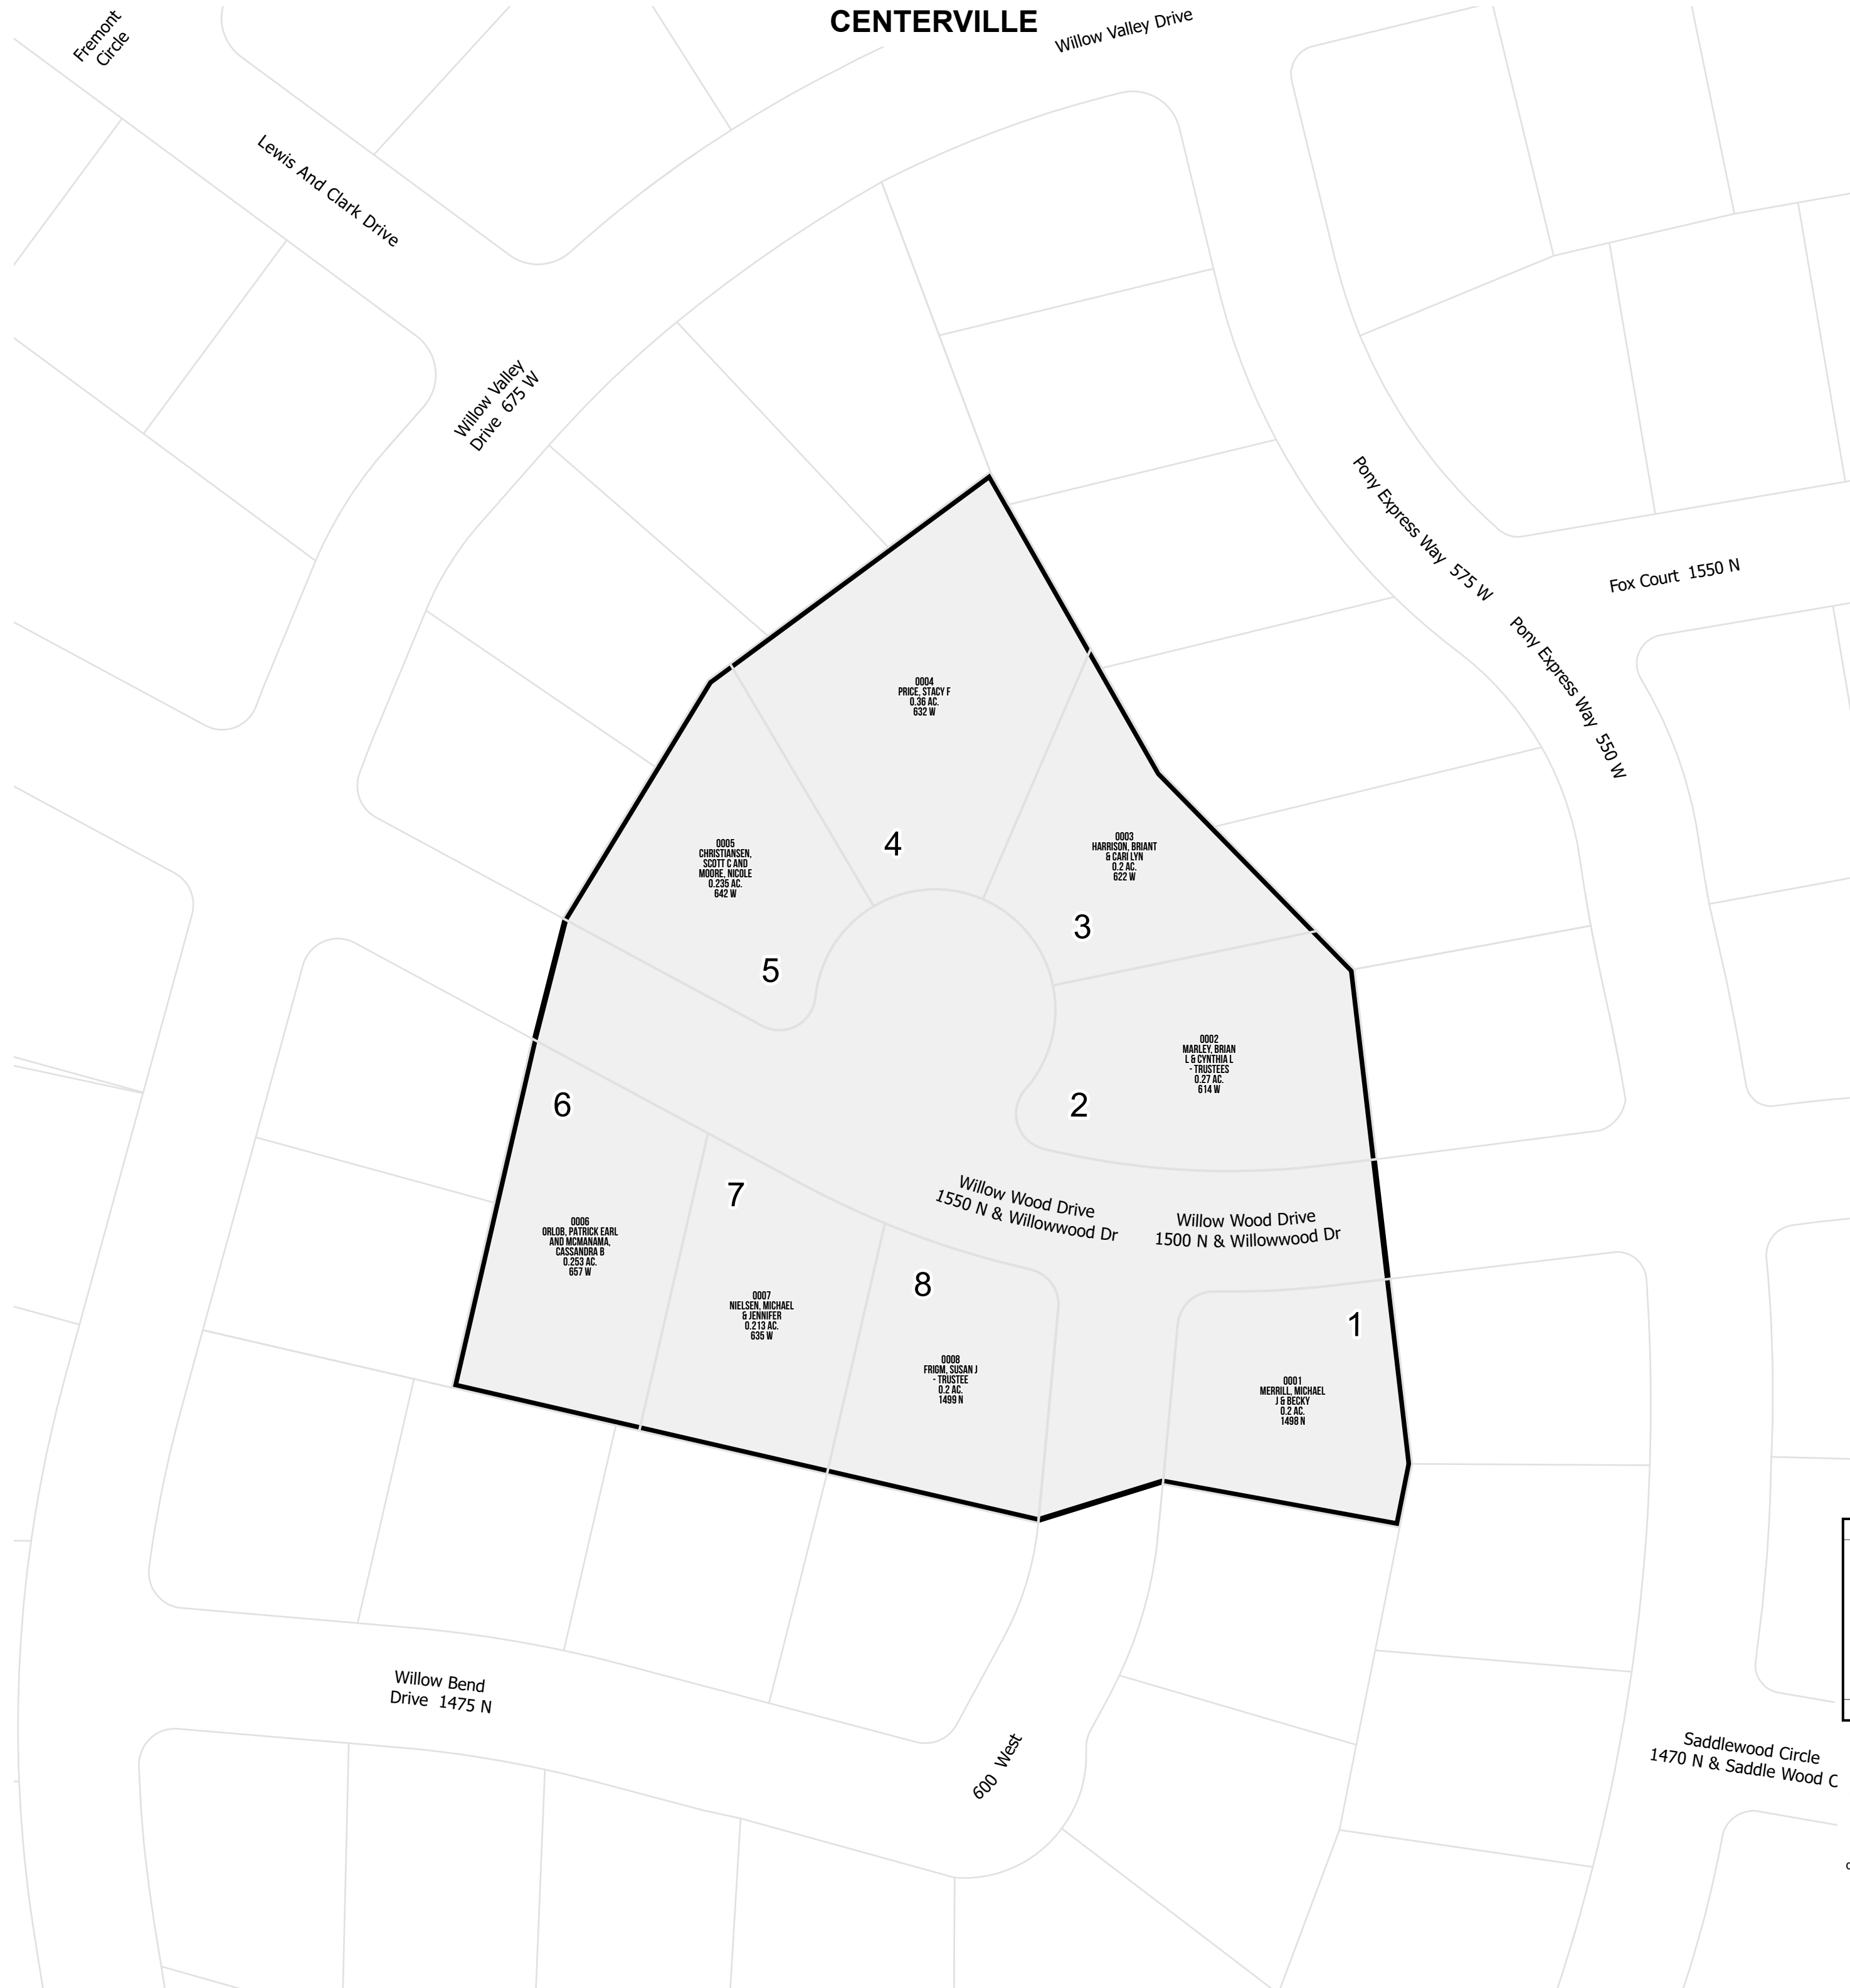 CENTERVILLE
Fremont
Circle
Willow Valley Drive
Lewis And Clark Drive
Willow Valley
Drive 675 W
Pony Express Way 575 W
Fox Court 1550 N
Pony Express Way 550 W
0004
PRICE, STACY F
0.36 AC.
632 W
4
0003
HARRISON, BRIANT
& CARI LYN
0.2 AC.
622 W
3
0005
CHRISTIANSEN,
SCOTT C AND
MOORE, NICOLE
0.235 AC.
642 W
5
0002
MARLEY, BRIAN
L & CYNTHIA L
- TRUSTEES
0.27 AC.
614 W
2
6
7
Willow Wood Drive
1550 N & Willowwood Dr
Willow Wood Drive
1500 N & Willowwood Dr
0006
ORLOB, PATRICK EARL
AND MCMANAMA,
CASSANDRA B
0.253 AC.
657 W
0007
NIELSEN, MICHAEL
& JENNIFER
0.213 AC.
635 W
8
0008
FRIGM, SUSAN J
- TRUSTEE
0.2 AC.
1499 N
1
0001
MERRILL, MICHAEL
J & BECKY
0.2 AC.
1498 N
Willow Bend
Drive 1475 N
600 West
Saddlewood Circle
1470 N & Saddle Wood C